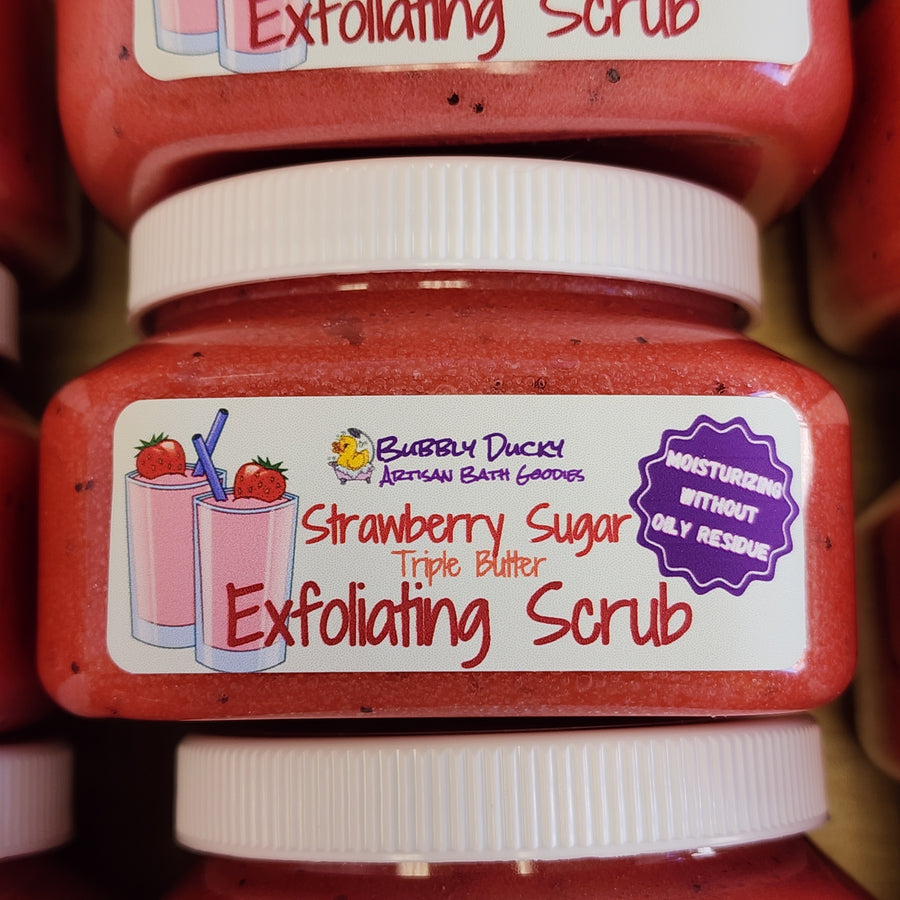 Exfoliating Scrub
BUBBLY DUCKY
ARTISAN BATH GOODIES
Strawberry Sugar
Triple Butter
Exfoliating Scrub
MOISTURIZING
WITHOUT
OILY RESIDUE